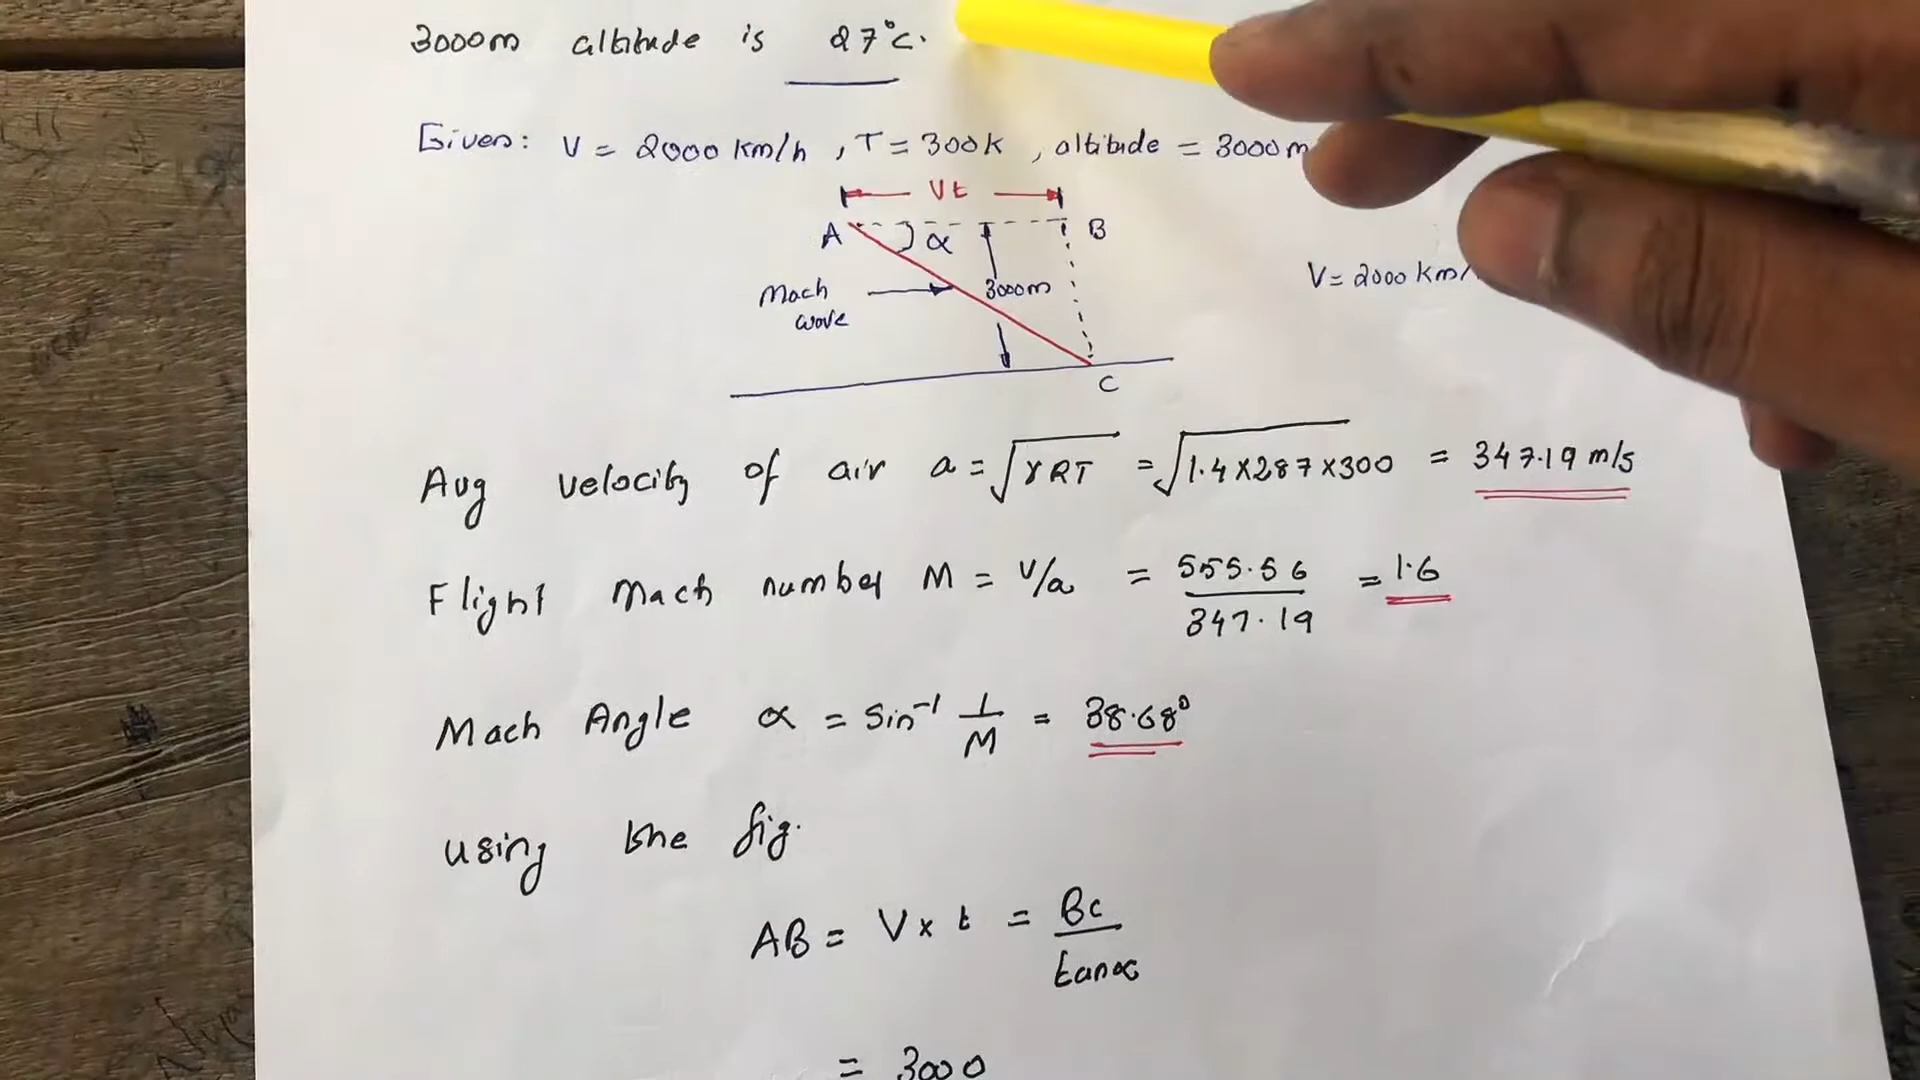 3000m altitude is 27°c.
Given: V = 2000 km/h , T = 300k , altitude = 3000m
Vt
A α B
Mach wave
3000m
V = 2000 km/
C
Avg velocity of air a = √γRT = √1.4×287×300 = 347.19 m/s
Flight Mach number M = V/a = 555.56/347.19 = 1.6
Mach Angle α = Sin⁻¹ 1/M = 38.68°
using the fig.
AB = V × t = BC/tanα
= 3000